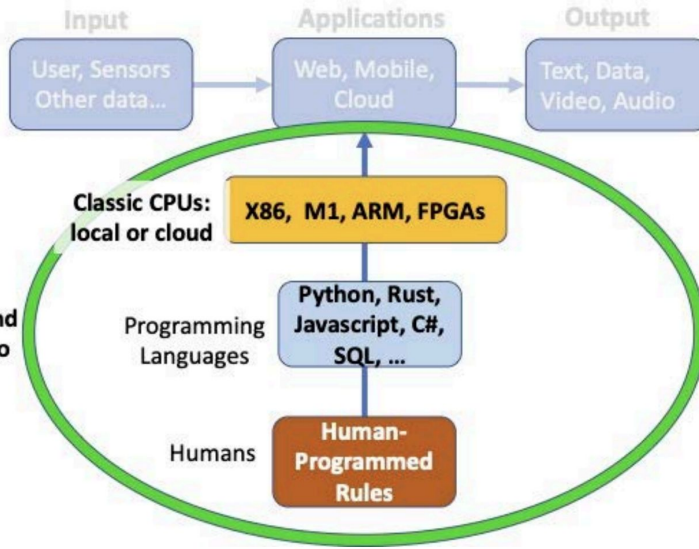 Input
Applications
Output
User, Sensors
Other data...
Web, Mobile,
Cloud
Text, Data,
Video, Audio
Classic CPUs:
local or cloud
X86, M1, ARM, FPGAs
Programming
Languages
Python, Rust,
Javascript, C#,
SQL, ...
Humans
Human-
Programmed
Rules